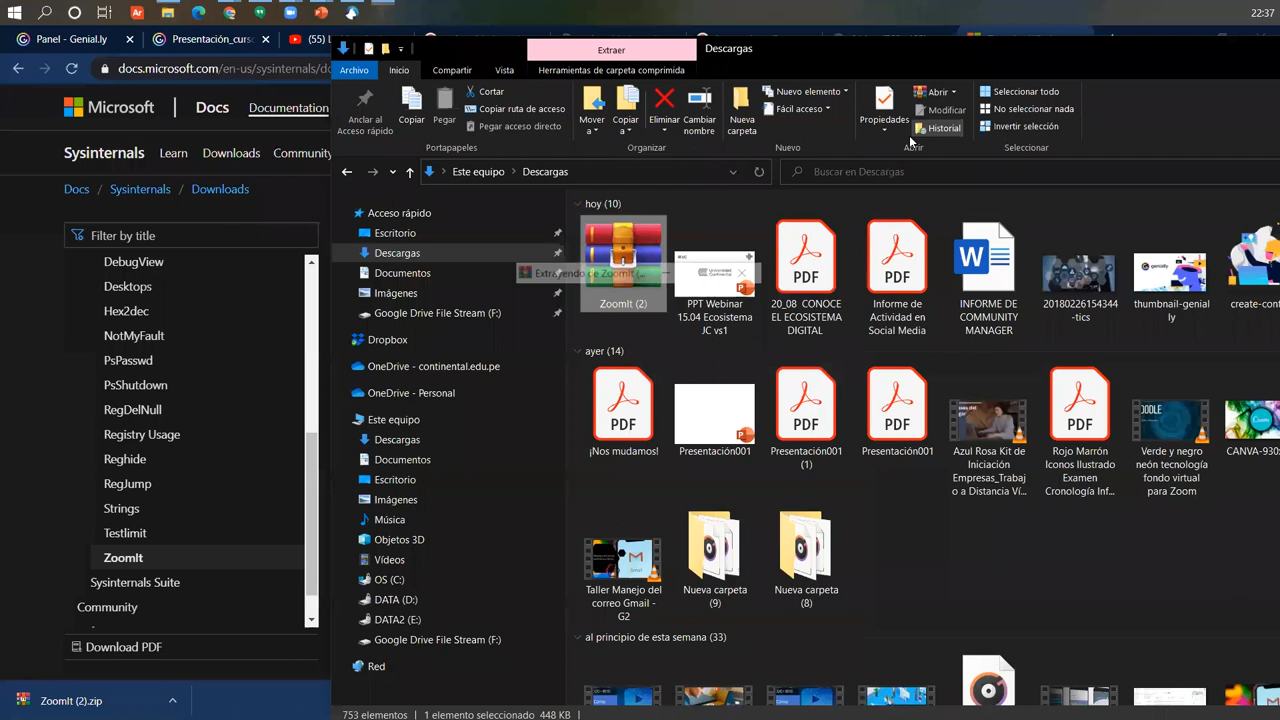 22:37
Panel - Genial.ly
Presentación_curs
(55)
docs.microsoft.com/en-us/sysinternals/do
Microsoft
Docs
Documentation
Sysinternals
Downloads
Community
Docs
Sysinternals
Downloads
Filter by title
DebugView
Desktops
Hex2dec
NotMyFault
PsPasswd
PsShutdown
RegDelNull
Registry Usage
Reghide
RegJump
Strings
Testlimit
ZoomIt
Sysinternals Suite
Community
Download PDF
ZoomIt (2).zip
Extraer
Descargas
Archivo
Inicio
Compartir
Vista
Herramientas de carpeta comprimida
Anclar al
Acceso rápido
Copiar
Pegar
Cortar
Copiar ruta de acceso
Pegar acceso directo
Portapapeles
Mover
a
Copiar
a
Eliminar
Cambiar
nombre
Organizar
Nueva
carpeta
Nuevo elemento
Fácil acceso
Nuevo
Propiedades
Abrir
Modificar
Historial
Abrir
Seleccionar todo
No seleccionar nada
Invertir selección
Seleccionar
Este equipo
Descargas
Buscar en Descargas
Acceso rápido
Escritorio
Descargas
Documentos
Imágenes
Google Drive File Stream (F:)
Dropbox
OneDrive - continental.edu.pe
OneDrive - Personal
Este equipo
Descargas
Documentos
Escritorio
Imágenes
Música
Objetos 3D
Vídeos
OS (C:)
DATA (D:)
DATA2 (E:)
Google Drive File Stream (F:)
Red
Extrayendo de ZoomIt (...
hoy (10)
ZoomIt (2)
PPT Webinar
15.04 Ecosistema
JC vs1
PDF
20_08 CONOCE
EL ECOSISTEMA
DIGITAL
PDF
Informe de
Actividad en
Social Media
INFORME DE
COMMUNITY
MANAGER
20180226154344
-tics
thumbnail-genial
ly
create-cont
ayer (14)
PDF
¡Nos mudamos!
Presentación001
PDF
Presentación001
(1)
PDF
Presentación001
Azul Rosa Kit de
Iniciación
Empresas_Trabaj
o a Distancia Ví...
PDF
Rojo Marrón
Iconos Ilustrado
Examen
Cronología Inf...
Verde y negro
neón tecnología
fondo virtual
para Zoom
CANVA-930x
Taller Manejo del
correo Gmail -
G2
Nueva carpeta
(9)
Nueva carpeta
(8)
al principio de esta semana (33)
753 elementos
1 elemento seleccionado 448 KB